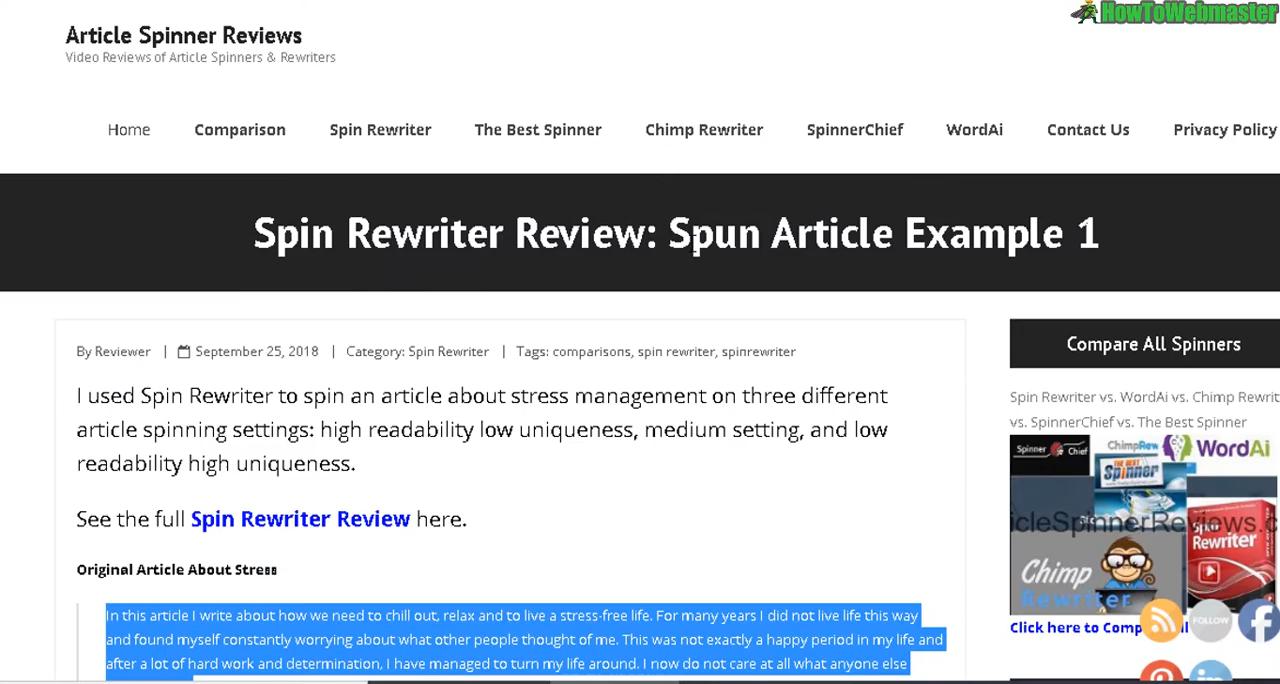 HowToWebmaster
Article Spinner Reviews
Video Reviews of Article Spinners & Rewriters
Home Comparison Spin Rewriter The Best Spinner Chimp Rewriter SpinnerChief WordAi Contact Us Privacy Policy
Spin Rewriter Review: Spun Article Example 1
By Reviewer | September 25, 2018 | Category: Spin Rewriter | Tags: comparisons, spin rewriter, spinrewriter
I used Spin Rewriter to spin an article about stress management on three different
article spinning settings: high readability low uniqueness, medium setting, and low
readability high uniqueness.
See the full Spin Rewriter Review here.
Original Article About Stress
In this article I write about how we need to chill out, relax and to live a stress-free life. For many years I did not live life this way
and found myself constantly worrying about what other people thought of me. This was not exactly a happy period in my life and
after a lot of hard work and determination, I have managed to turn my life around. I now do not care at all what anyone else
Compare All Spinners
Spin Rewriter vs. WordAi vs. Chimp Rewrit
vs. SpinnerChief vs. The Best Spinner
Spinner Chief
ChimpRew
WordAi
THE BEST
Spinner
icleSpinnerReviews.c
Spin
Rewriter
Chimp
Rewriter
Click here to Comp
FOLLOW